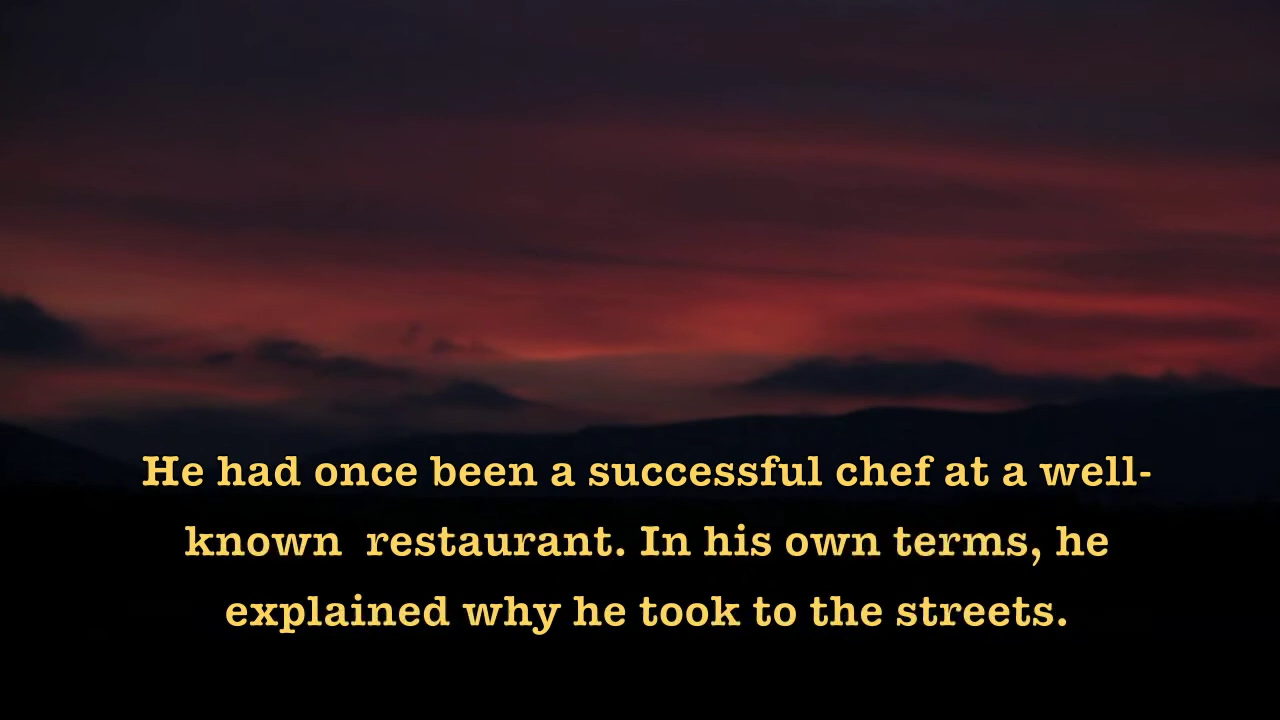 He had once been a successful chef at a well-
known  restaurant. In his own terms, he
explained why he took to the streets.